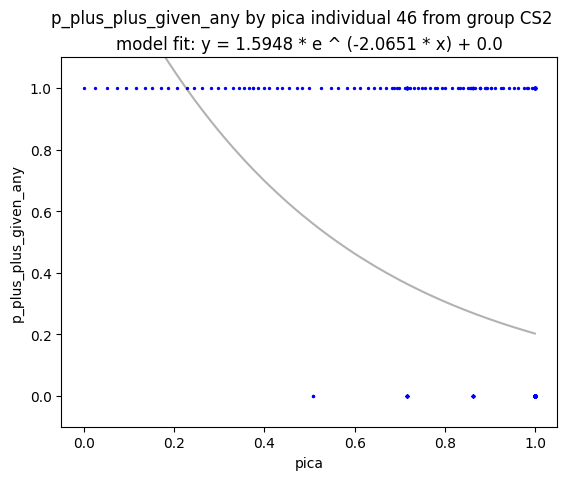 p_plus_plus_given_any by pica individual 46 from group CS2
model fit: y = 1.5948 * e ^ (-2.0651 * x) + 0.0
1.0
0.8
0.6
0.4
0.2
0.0
p_plus_plus_given_any
0.0 0.2 0.4 0.6 0.8 1.0
pica